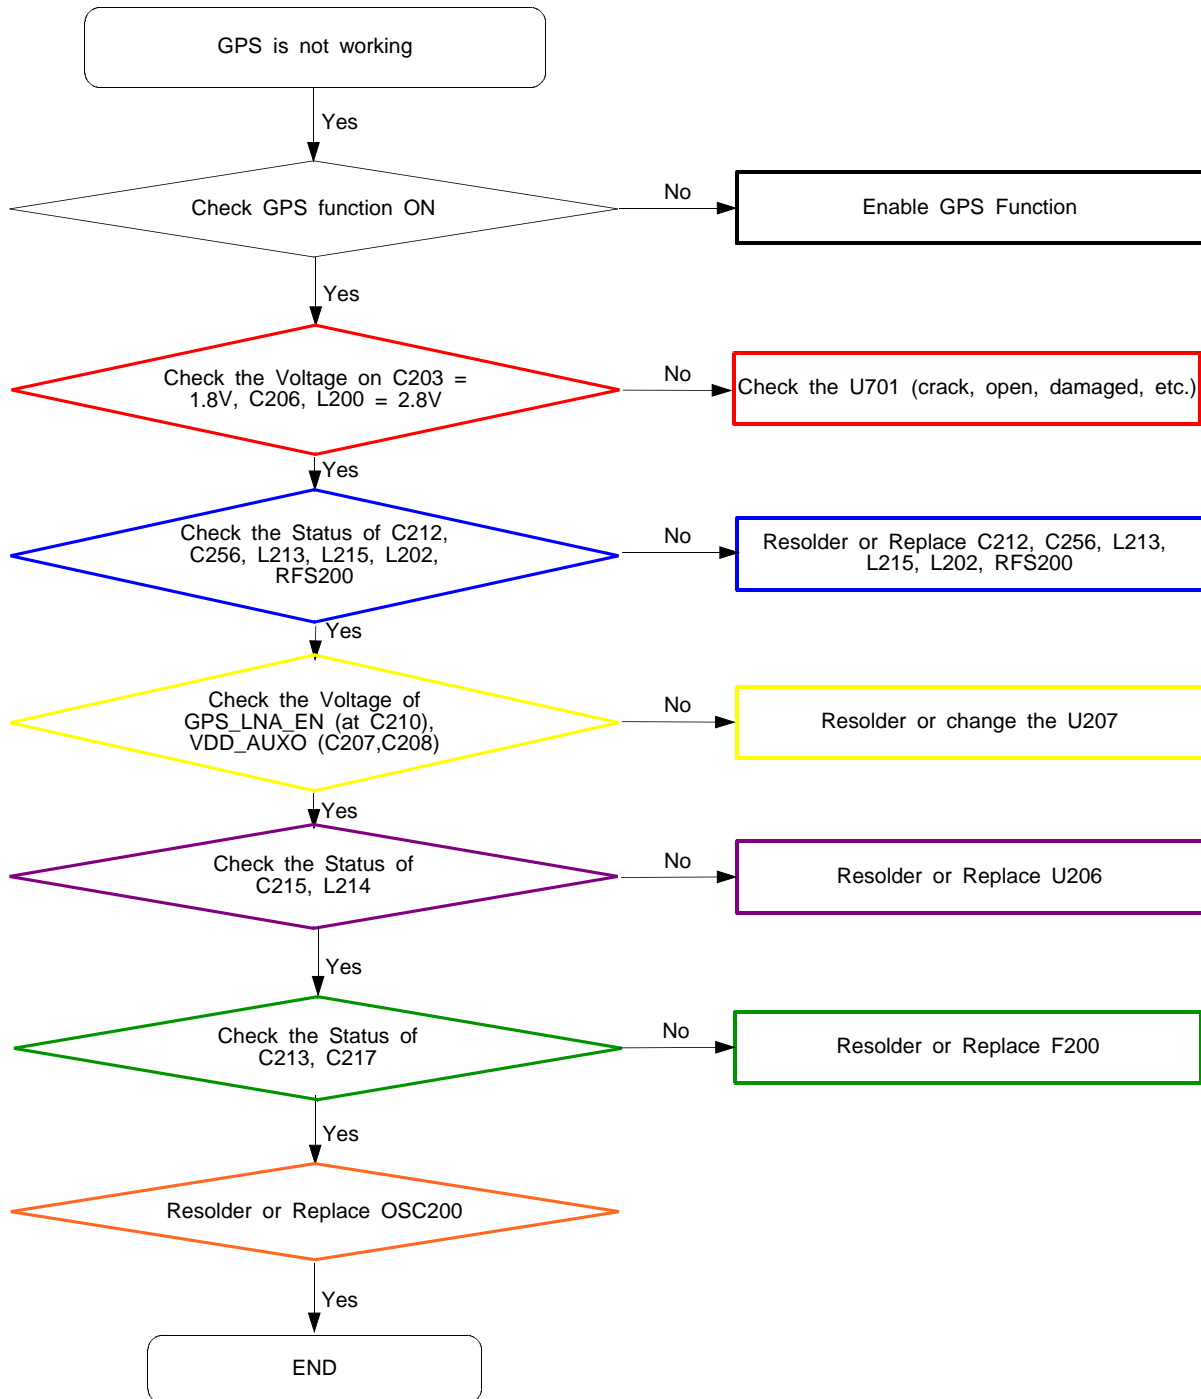 GPS is not working
Yes
Check GPS function ON
No
Enable GPS Function
Yes
Check the Voltage on C203 =
1.8V, C206, L200 = 2.8V
No
Check the U701 (crack, open, damaged, etc.)
Yes
Check the Status of C212,
C256, L213, L215, L202,
RFS200
No
Resolder or Replace C212, C256, L213,
L215, L202, RFS200
Yes
Check the Voltage of
GPS_LNA_EN (at C210),
VDD_AUXO (C207,C208)
No
Resolder or change the U207
Yes
Check the Status of
C215, L214
No
Resolder or Replace U206
Yes
Check the Status of
C213, C217
No
Resolder or Replace F200
Yes
Resolder or Replace OSC200
Yes
END